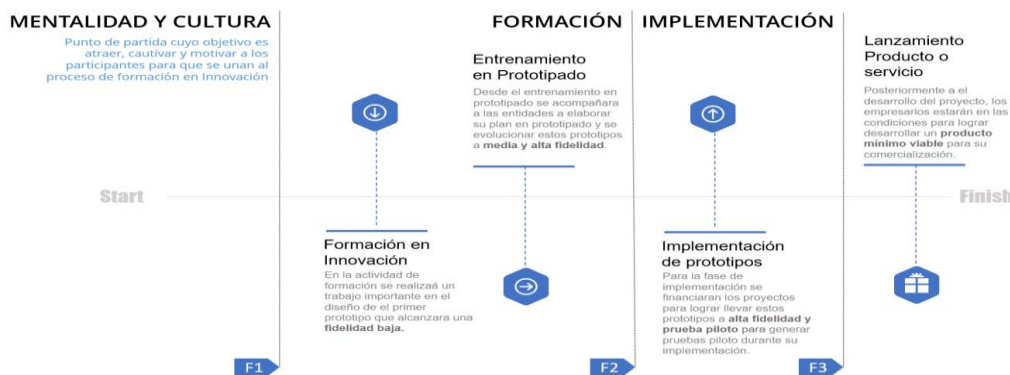 MENTALIDAD Y CULTURA
Punto de partida cuyo objetivo es
atraer, cautivar y motivar a los
participantes para que se unan al
proceso de formación en Innovación
FORMACIÓN
Entrenamiento
en Prototipado
Desde el entrenamiento en
prototipado se acompañara
a las entidades a elaborar
su plan en prototipado y se
evolucionar estos prototipos
a media y alta fidelidad.
IMPLEMENTACIÓN
Lanzamiento
Producto o
servicio
Posteriormente a el
desarrollo del proyecto, los
empresarios estarán en las
condiciones para lograr
desarrollar un producto
mínimo viable para su
comercialización.
Start
Finish
Formación en
Innovación
En la actividad de
formación se realizaá un
trabajo importante en el
diseño de el primer
prototipo que alcanzara una
fidelidad baja.
Implementación
de prototipos
Para la fase de
implementación se
financiaran los proyectos
para lograr llevar estos
prototipos a alta fidelidad y
prueba piloto para generar
pruebas piloto durante su
implementación.
F1
F2
F3